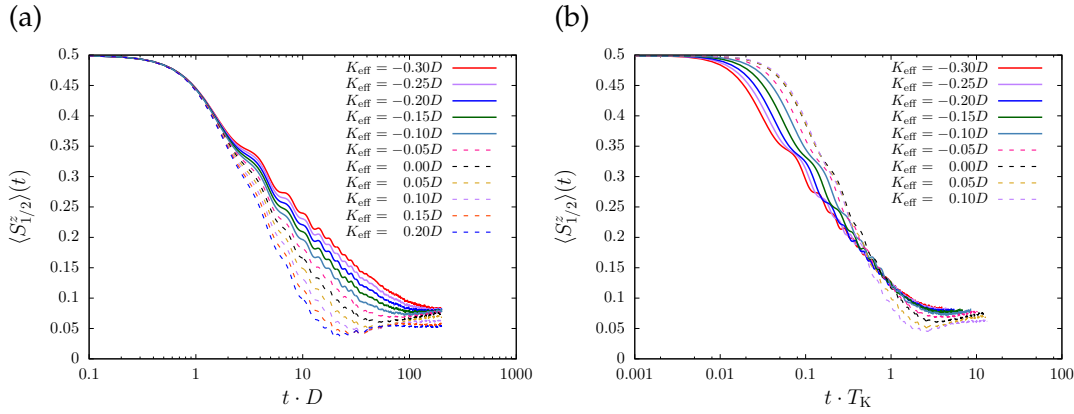 (a)
⟨S^z_{1/2}⟩(t)
0.5
0.45
0.4
0.35
0.3
0.25
0.2
0.15
0.1
0.05
0
0.1 1 10 100 1000
t · D
K_eff = −0.30D
K_eff = −0.25D
K_eff = −0.20D
K_eff = −0.15D
K_eff = −0.10D
K_eff = −0.05D
K_eff = 0.00D
K_eff = 0.05D
K_eff = 0.10D
K_eff = 0.15D
K_eff = 0.20D
(b)
⟨S^z_{1/2}⟩(t)
0.5
0.45
0.4
0.35
0.3
0.25
0.2
0.15
0.1
0.05
0
0.001 0.01 0.1 1 10 100
t · T_K
K_eff = −0.30D
K_eff = −0.25D
K_eff = −0.20D
K_eff = −0.15D
K_eff = −0.10D
K_eff = −0.05D
K_eff = 0.00D
K_eff = 0.05D
K_eff = 0.10D